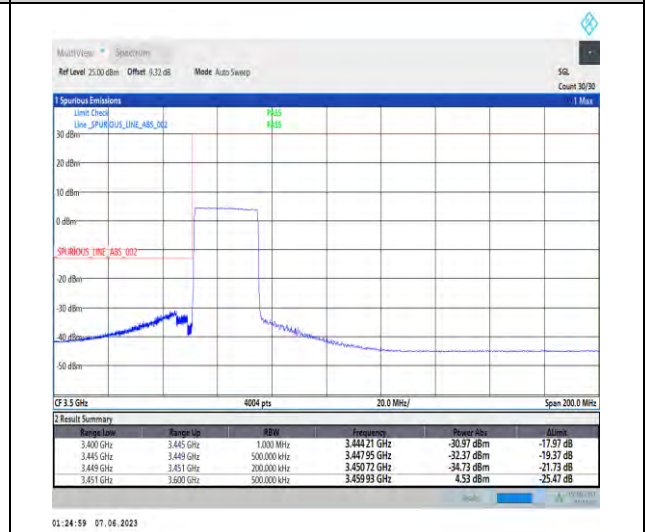 MultiView Spectrum
Ref Level 25.00 dBm Offset 9.32 dB Mode Auto Sweep SGL
Count 30/30
1 Spurious Emissions 1 Max
Limit Check PASS
Line _SPURIOUS_LINE_ABS_002 PASS
30 dBm
20 dBm
10 dBm
0 dBm
_SPURIOUS_LINE_ABS_002
-20 dBm
-30 dBm
-40 dBm
-50 dBm
CF 3.5 GHz 4004 pts 20.0 MHz/ Span 200.0 MHz
2 Result Summary
Range Low Range Up RBW Frequency Power Abs ΔLimit
3.400 GHz 3.445 GHz 1.000 MHz 3.444 21 GHz -30.97 dBm -17.97 dB
3.445 GHz 3.449 GHz 500.000 kHz 3.447 95 GHz -32.37 dBm -19.37 dB
3.449 GHz 3.451 GHz 200.000 kHz 3.450 72 GHz -34.73 dBm -21.73 dB
3.451 GHz 3.600 GHz 500.000 kHz 3.459 93 GHz 4.53 dBm -25.47 dB
01:24:59 07.06.2023